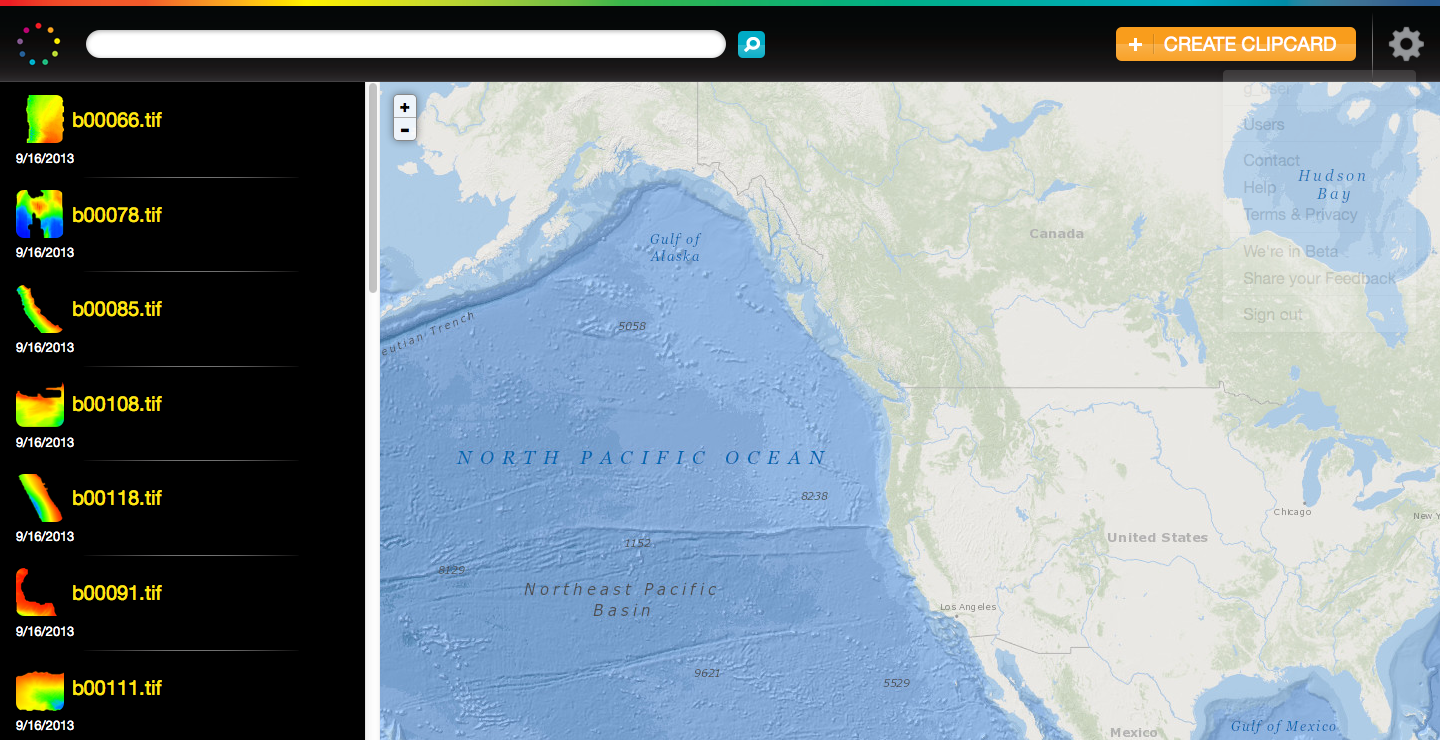 + CREATE CLIPCARD
b00066.tif
9/16/2013
b00078.tif
9/16/2013
b00085.tif
9/16/2013
b00108.tif
9/16/2013
b00118.tif
9/16/2013
b00091.tif
9/16/2013
b00111.tif
9/16/2013
+
-
Gulf of
Alaska
5058
eutian Trench
NORTH PACIFIC OCEAN
8238
1152
8129
Northeast Pacific
Basin
9621
5529
Canada
Hudson
Bay
United States
Chicago
New Y
Los Angeles
Mexico
Gulf of Mexico
g_user
Users
Contact
Help
Terms & Privacy
We're in Beta
Share your Feedback
Sign out